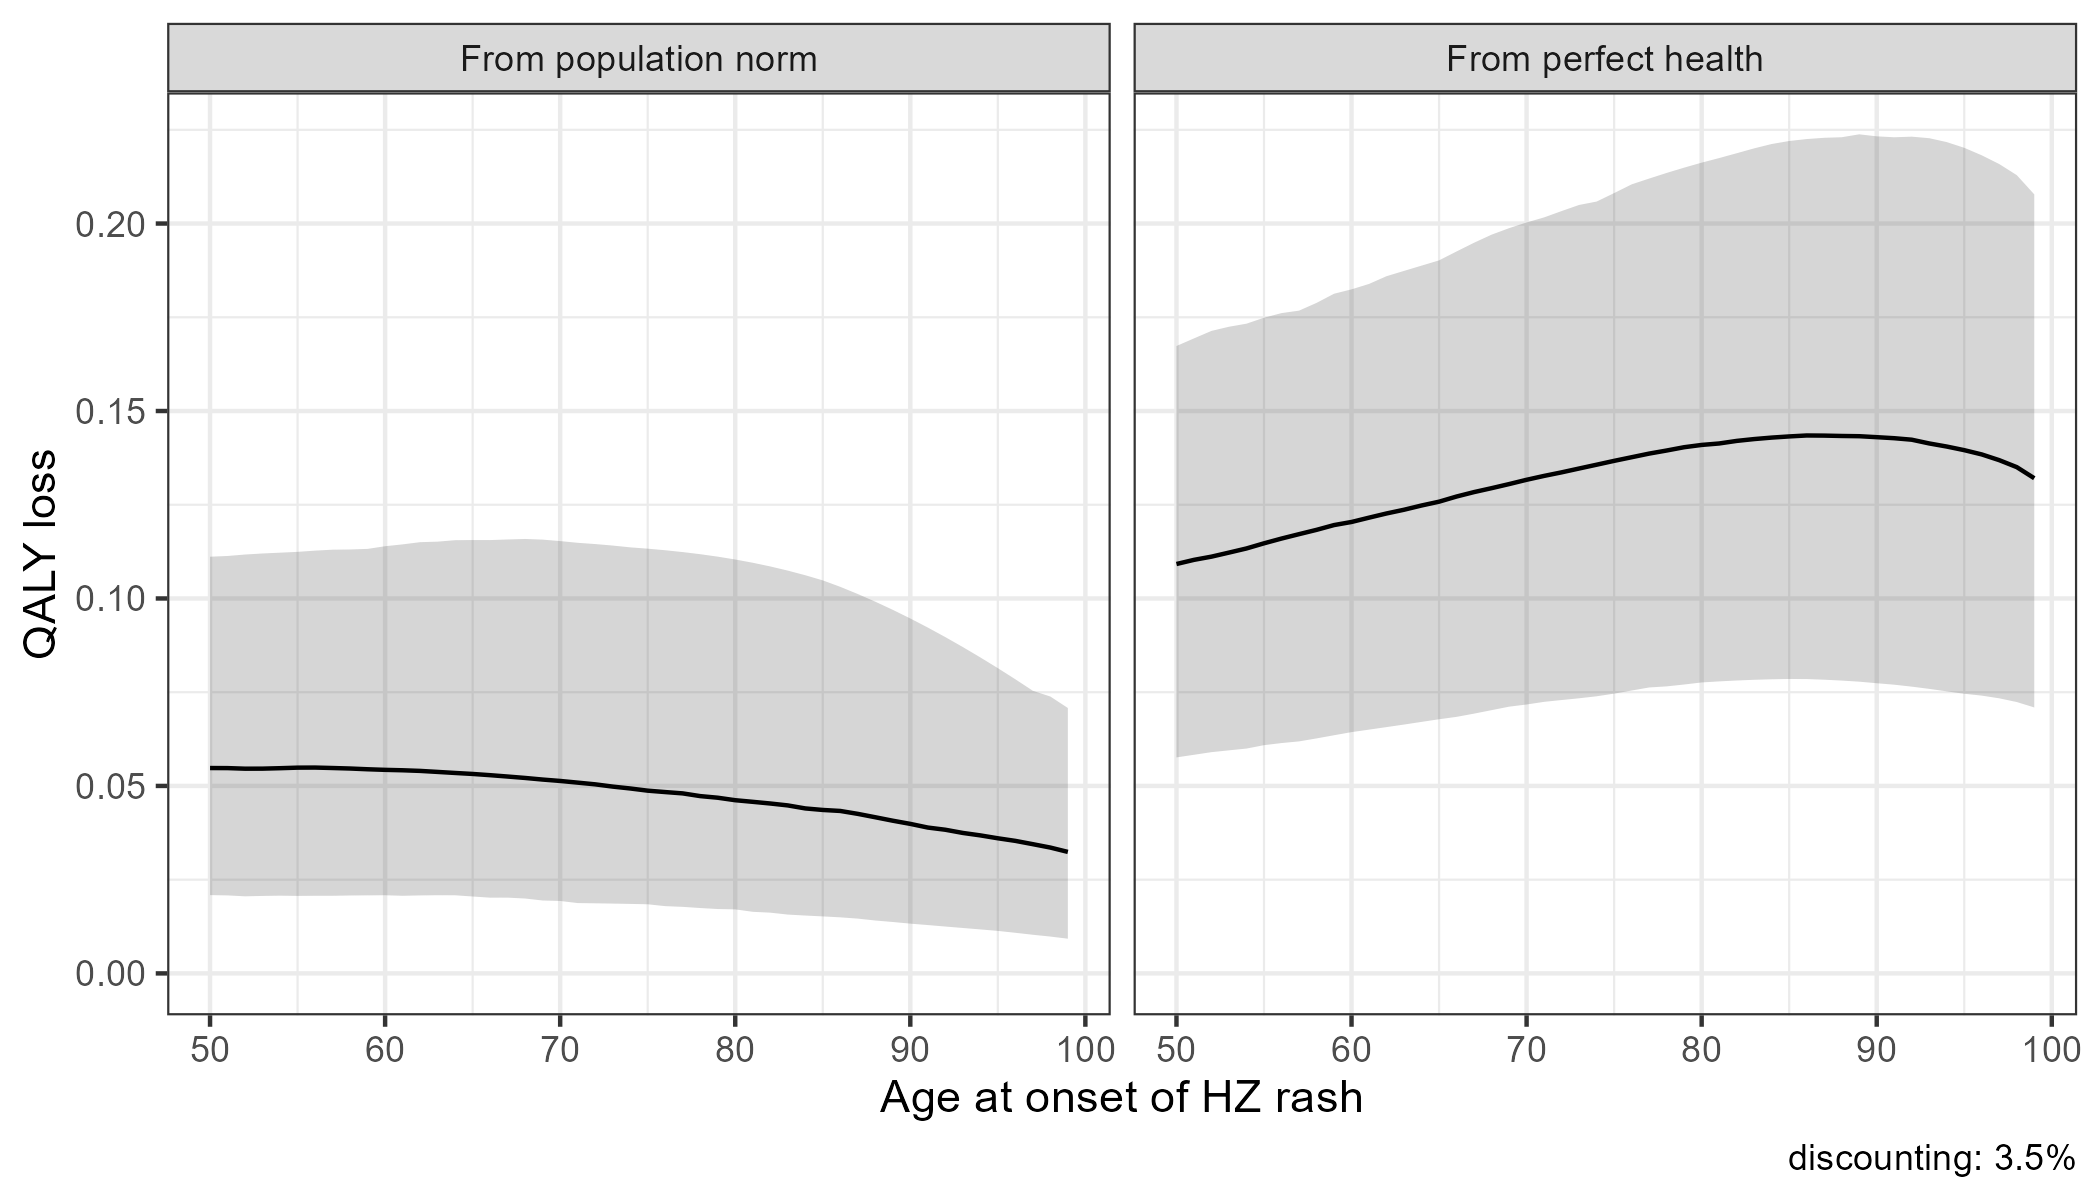 From population norm
From perfect health
QALY loss
0.20
0.15
0.10
0.05
0.00
50 60 70 80 90 100
50 60 70 80 90 100
Age at onset of HZ rash
discounting: 3.5%